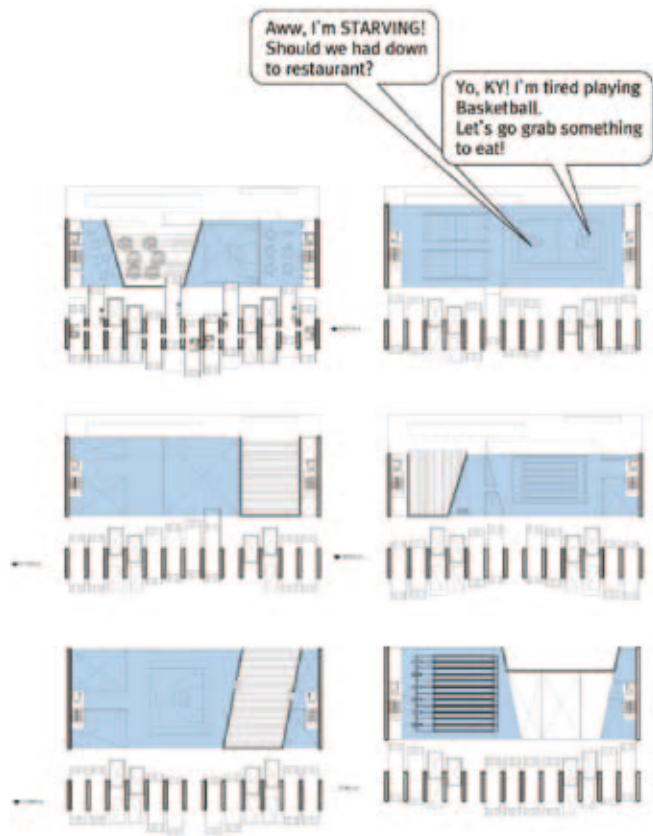 Aww, I'm STARVING!
Should we had down
to restaurant?
Yo, KY! I'm tired playing
Basketball.
Let's go grab something
to eat!